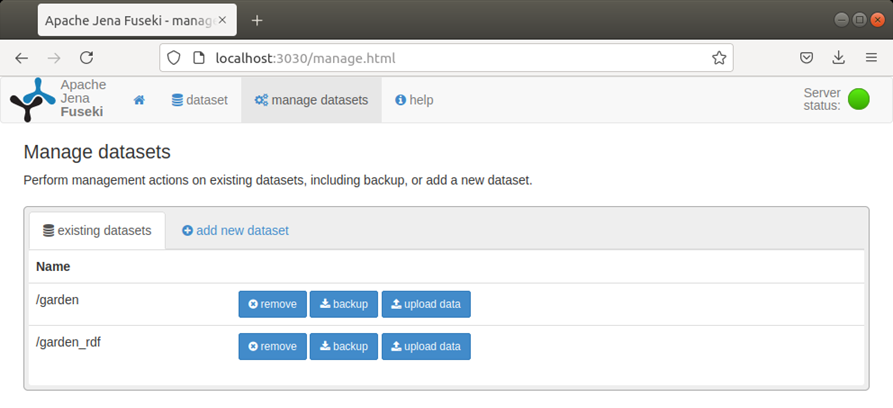 Apache Jena Fuseki - manag
localhost:3030/manage.html
Apache
Jena
Fuseki
dataset
manage datasets
help
Server
status:
Manage datasets
Perform management actions on existing datasets, including backup, or add a new dataset.
existing datasets
add new dataset
Name
/garden
remove
backup
upload data
/garden_rdf
remove
backup
upload data